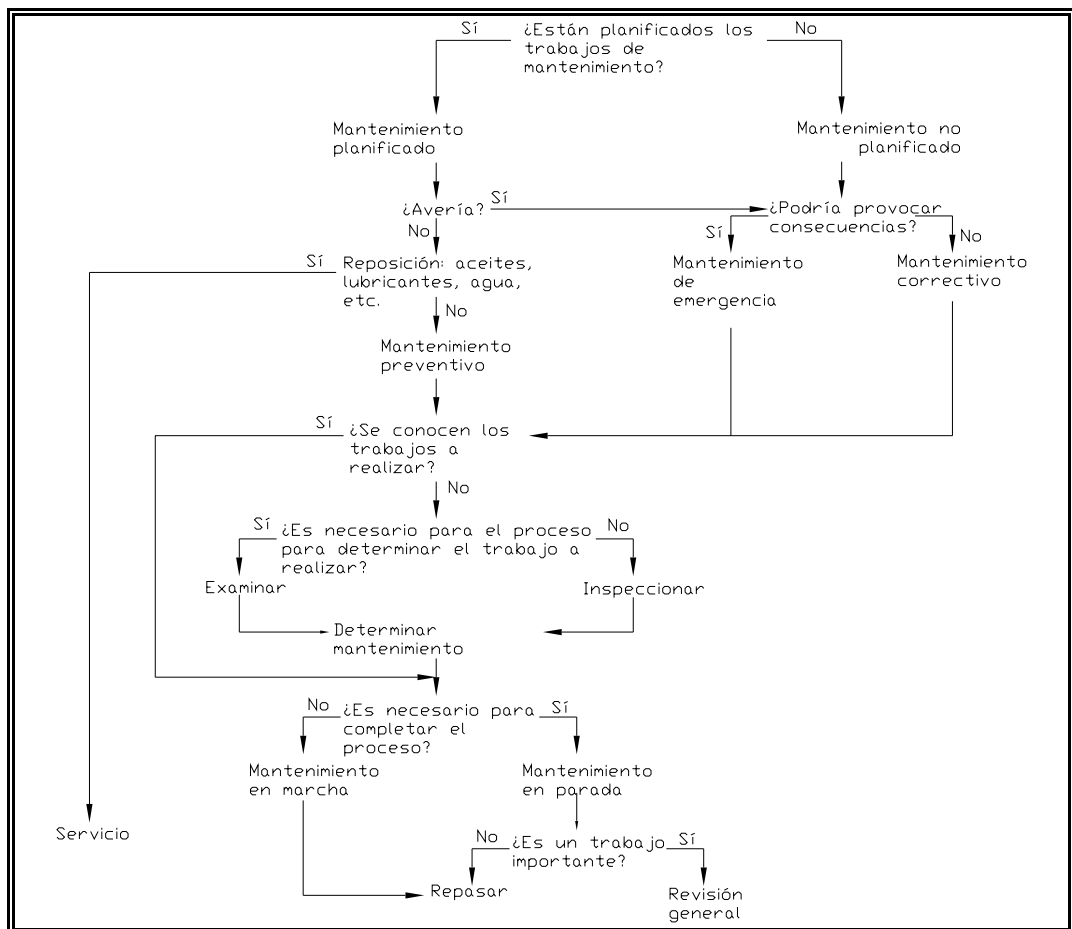 Sí
¿Están planificados los
trabajos de
mantenimiento?
No
Mantenimiento
planificado
Mantenimiento no
planificado
¿Avería?
Sí
¿Podría provocar
consecuencias?
No
Sí
No
Sí
Reposición: aceites,
lubricantes, agua,
etc.
Mantenimiento
de
emergencia
Mantenimiento
correctivo
No
Mantenimiento
preventivo
Sí
¿Se conocen los
trabajos a
realizar?
No
Sí
¿Es necesario para el proceso
para determinar el trabajo a
realizar?
No
Examinar
Inspeccionar
Determinar
mantenimiento
No
¿Es necesario para
completar el
proceso?
Sí
Mantenimiento
en marcha
Mantenimiento
en parada
Servicio
No
¿Es un trabajo
importante?
Sí
Repasar
Revisión
general